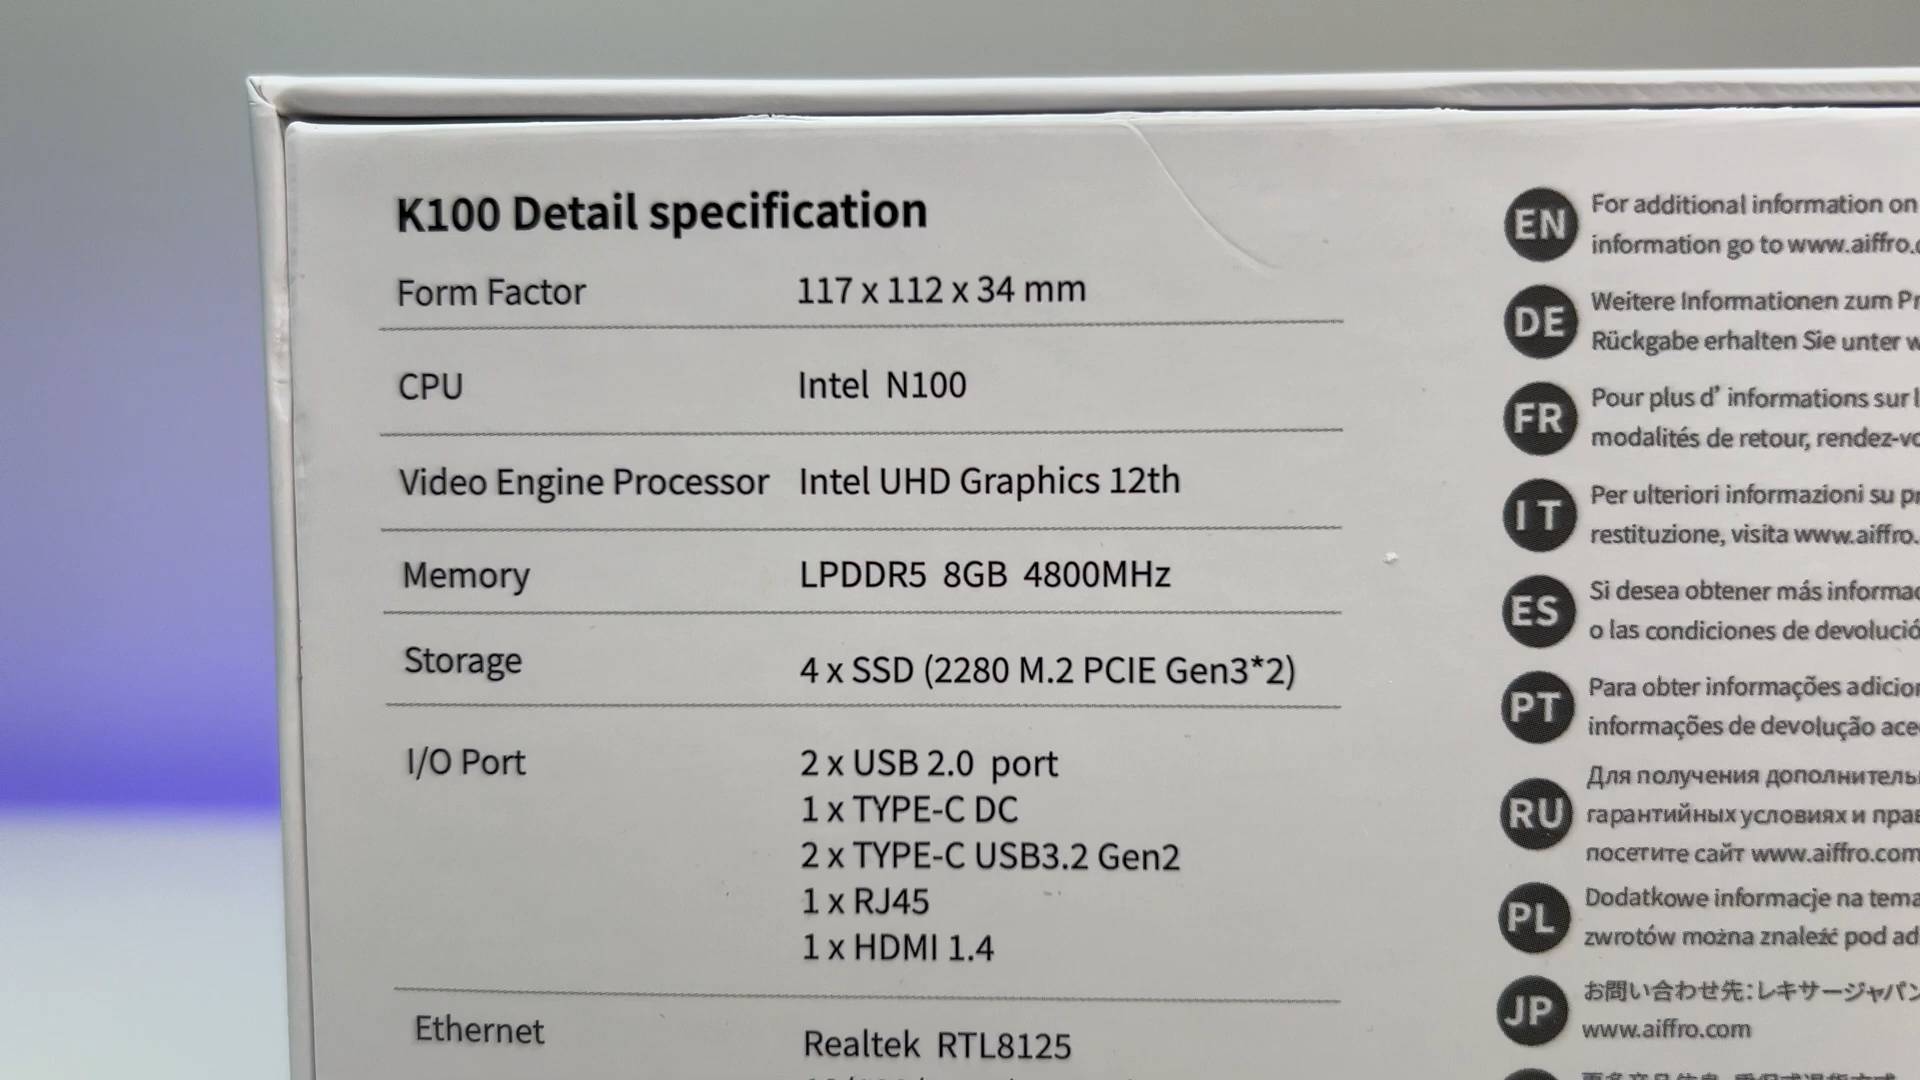 K100 Detail specification
Form Factor 117 x 112 x 34 mm
CPU Intel N100
Video Engine Processor Intel UHD Graphics 12th
Memory LPDDR5 8GB 4800MHz
Storage 4 x SSD (2280 M.2 PCIE Gen3*2)
I/O Port 2 x USB 2.0 port
1 x TYPE-C DC
2 x TYPE-C USB3.2 Gen2
1 x RJ45
1 x HDMI 1.4
Ethernet Realtek RTL8125
EN For additional information on
information go to www.aiffro.
DE Weitere Informationen zum
Rückgabe erhalten Sie unter
FR Pour plus d’ informations sur
modalités de retour,
IT Per ulteriori informazioni su
restituzione, visita www.aiffro.
ES Si desea obtener más
o las condiciones de
PT Para obter informações
informações de devolução
RU Для получения
гарантийных условиях и
посетите сайт www.aiffro.com
PL Dodatkowe informacje na
zwrotów można znaleźć pod
JP お問い合わせ先：レキサージャパン
www.aiffro.com